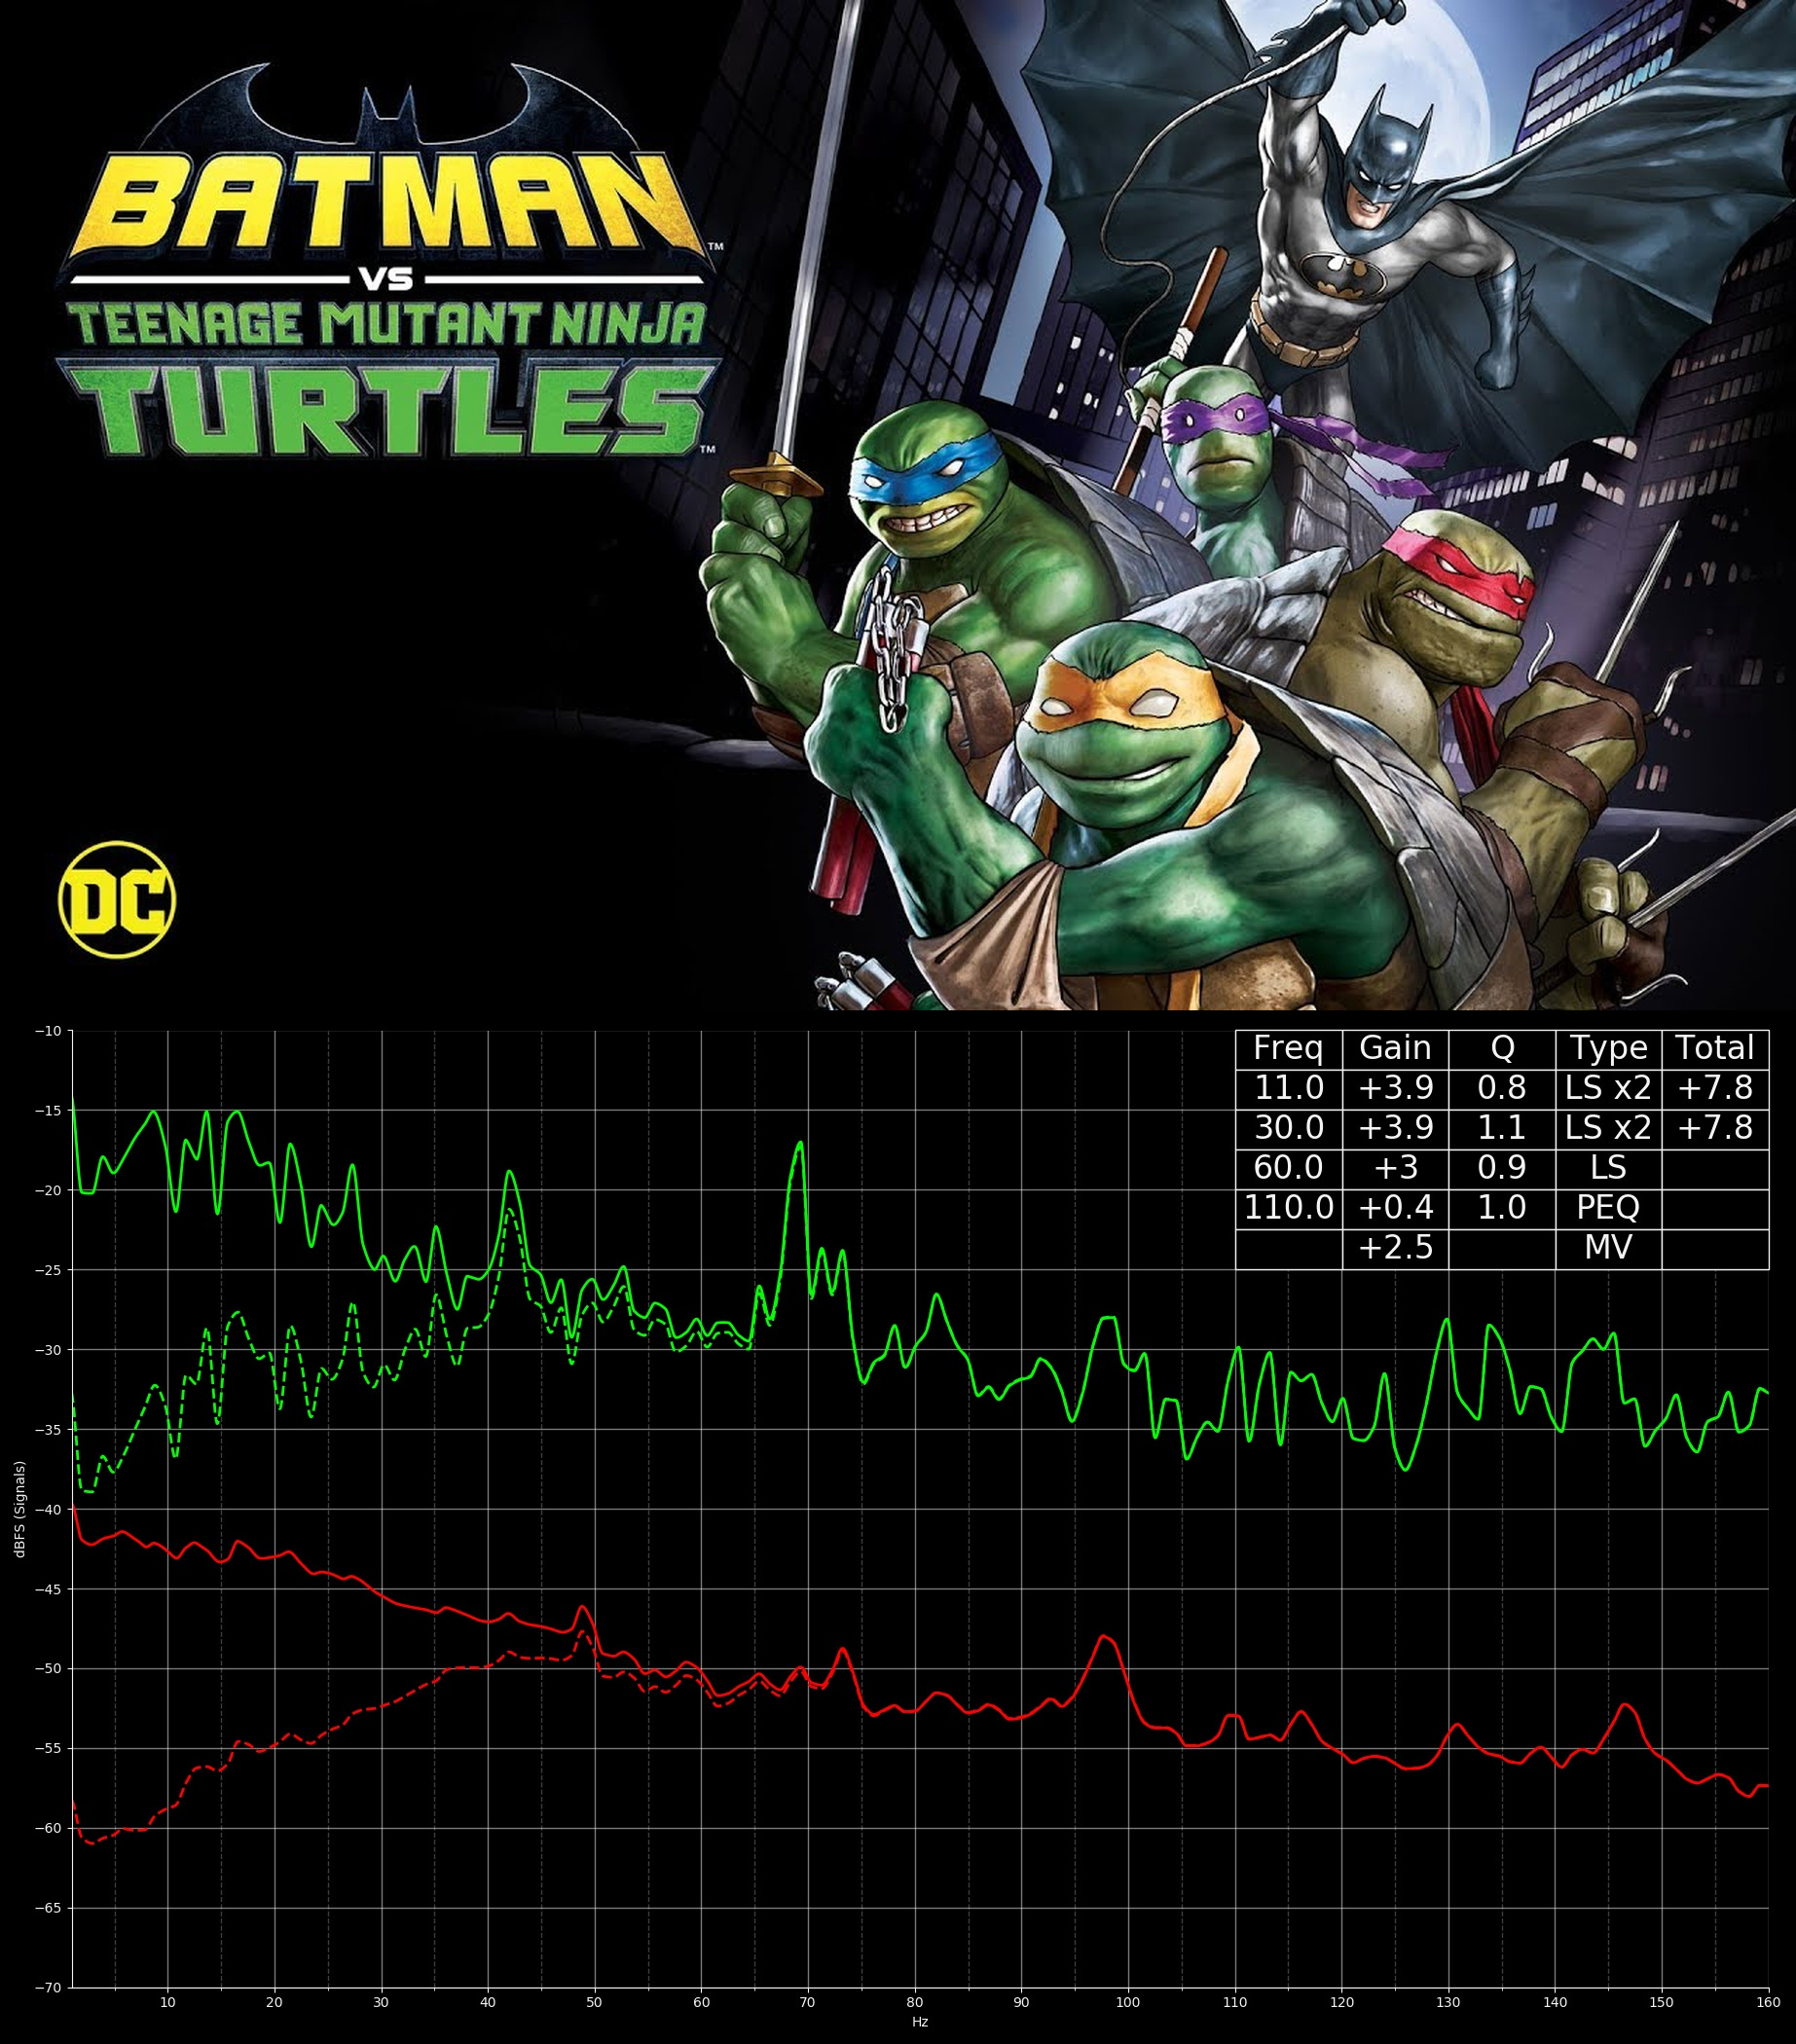 BATMAN™
VS
TEENAGE MUTANT NINJA
TURTLES™
DC
Freq Gain Q Type Total
11.0 +3.9 0.8 LS x2 +7.8
30.0 +3.9 1.1 LS x2 +7.8
60.0 +3 0.9 LS
110.0 +0.4 1.0 PEQ
+2.5 MV
−10
−15
−20
−25
−30
−35
−40
−45
−50
−55
−60
−65
−70
dBFS (Signals)
10 20 30 40 50 60 70 80 90 100 110 120 130 140 150 160
Hz